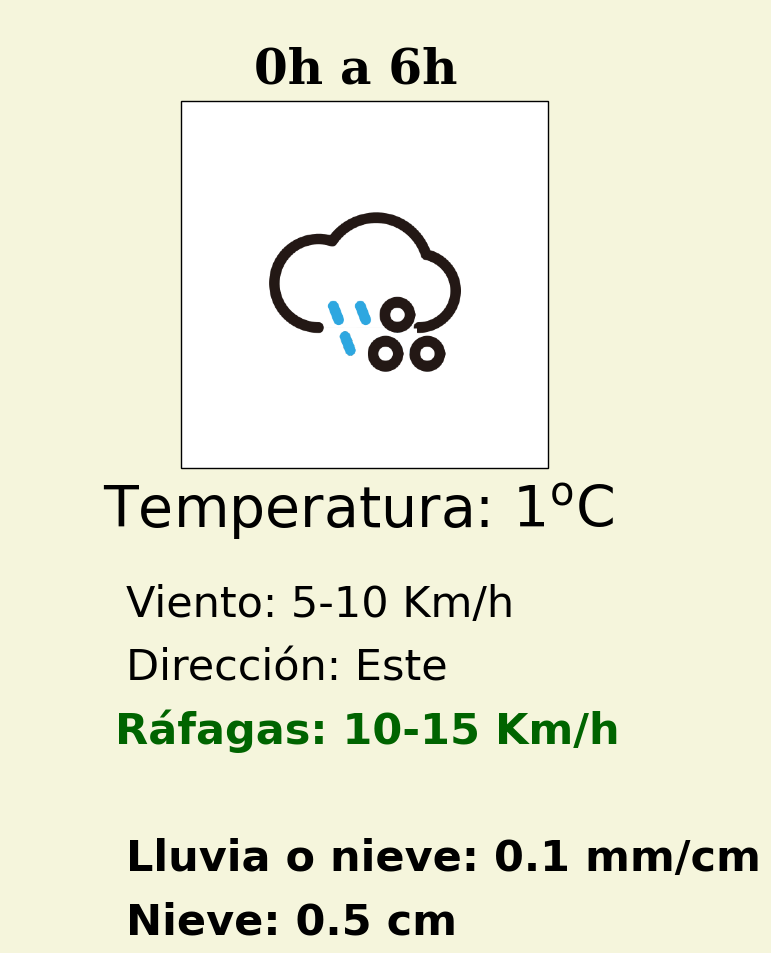 0h a 6h
Temperatura: 1ºC
Viento: 5-10 Km/h
Dirección: Este
Ráfagas: 10-15 Km/h
Lluvia o nieve: 0.1 mm/cm
Nieve: 0.5 cm